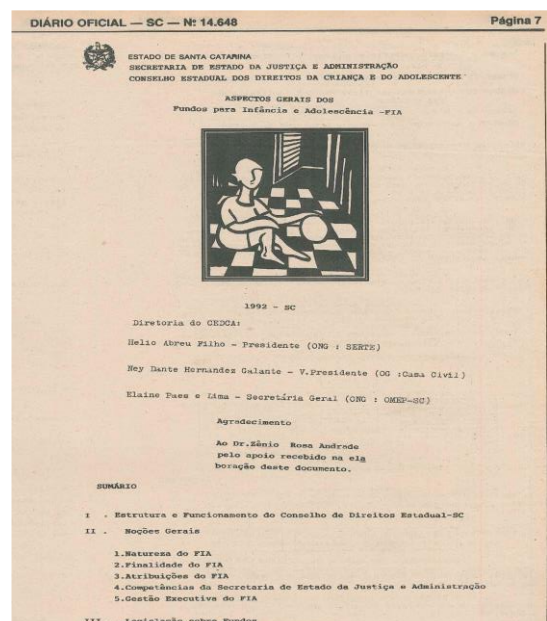 DIÁRIO OFICIAL — SC — Nº 14.648
Página 7
ESTADO DE SANTA CATARINA
SECRETARIA DE ESTADO DA JUSTIÇA E ADMINISTRAÇÃO
CONSELHO ESTADUAL DOS DIREITOS DA CRIANÇA E DO ADOLESCENTE
ASPECTOS GERAIS DOS
Fundos para Infância e Adolescência -FIA
1992 - SC
Diretoria do CEDCA:
Helio Abreu Filho - Presidente (ONG : SERTE)
Ney Dante Hernandez Galante - V.Presidente (OG :Casa Civil)
Elaine Paes e Lima - Secretária Geral (ONG : OMEP-SC)
Agradecimento
Ao Dr.Zênio Rosa Andrade
pelo apoio recebido na ela
boração deste documento.
SUMÁRIO
I . Estrutura e Funcionamento do Conselho de Direitos Estadual-SC
II . Noções Gerais
1.Natureza do FIA
2.Finalidade do FIA
3.Atribuições do FIA
4.Competências da Secretaria de Estado da Justiça e Administração
5.Gestão Executiva do FIA
III Legislação sobre Fundos